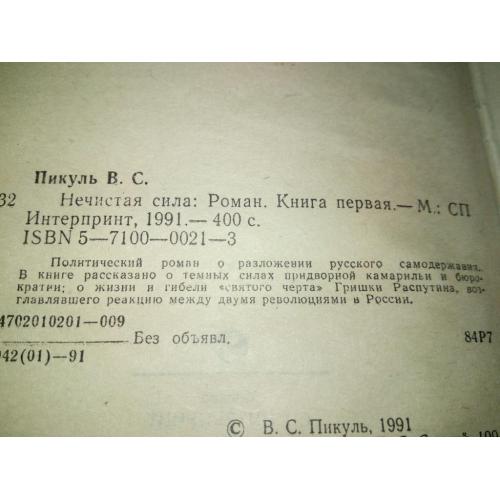 Пикуль В. С.
32 Нечистая сила: Роман. Книга первая.— М.: СП
Интерпринт, 1991.— 400 с.
ISBN 5—7100—0021—3
Политический роман о разложении русского самодержавия.
В книге рассказано о темных силах придворной камарильи и бюро-
кратии; о жизни и гибели «святого черта» Гришки Распутина, воз-
главлявшего реакцию между двумя революциями в России.
4702010201—009
Без объявл. 84Р7
042(01)—91
© В. С. Пикуль, 1991